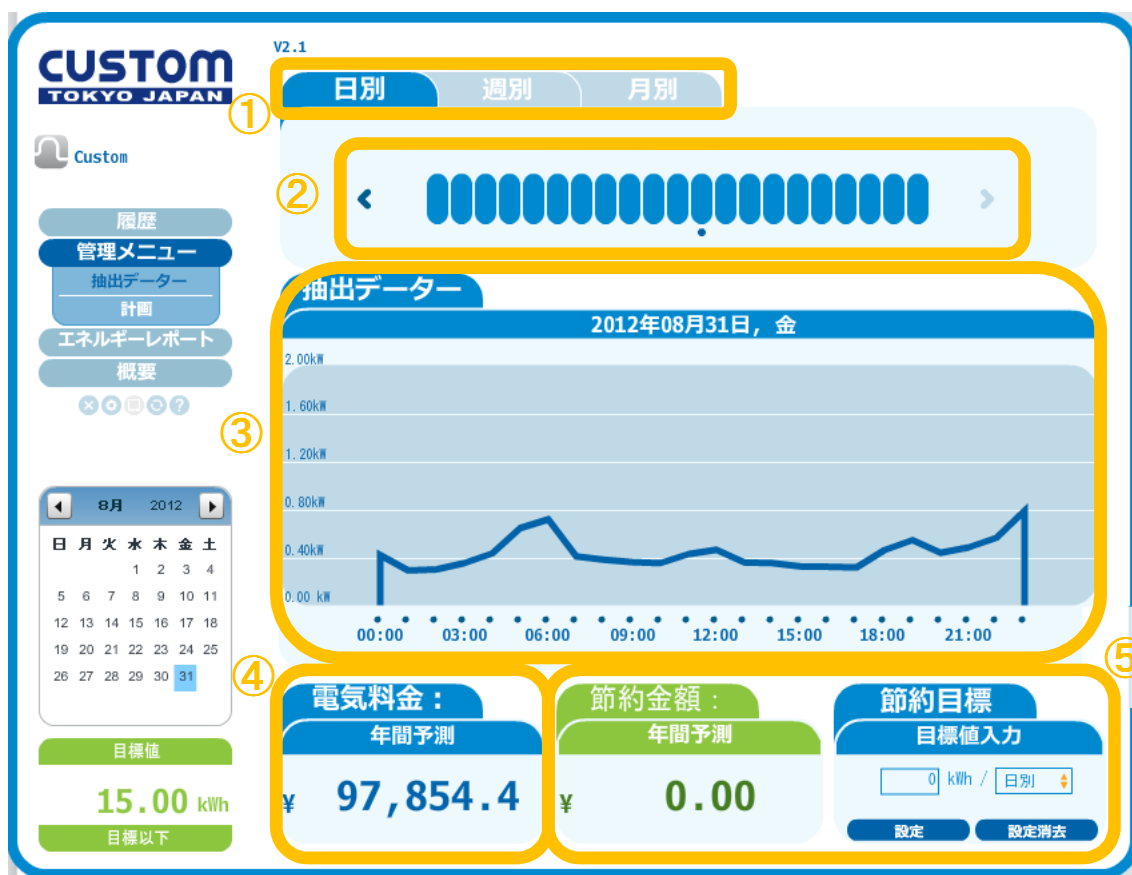 V2.1
CUSTOM
TOKYO JAPAN
① 日別 週別 月別
Custom
②
履歴
管理メニュー
抽出データー
計画
エネルギーレポート
概要
③
抽出データー
2012年08月31日, 金
2.00kW
1.60kW
1.20kW
0.80kW
0.40kW
0.00 kW
00:00 03:00 06:00 09:00 12:00 15:00 18:00 21:00
8月 2012
日 月 火 水 木 金 土
1 2 3 4
5 6 7 8 9 10 11
12 13 14 15 16 17 18
19 20 21 22 23 24 25
26 27 28 29 30 31
目標値
15.00 kWh
目標以下
④
電気料金：
年間予測
¥ 97,854.4
⑤
節約金額：
年間予測
¥ 0.00
節約目標
目標値入力
0 kWh / 日別
設定 設定消去